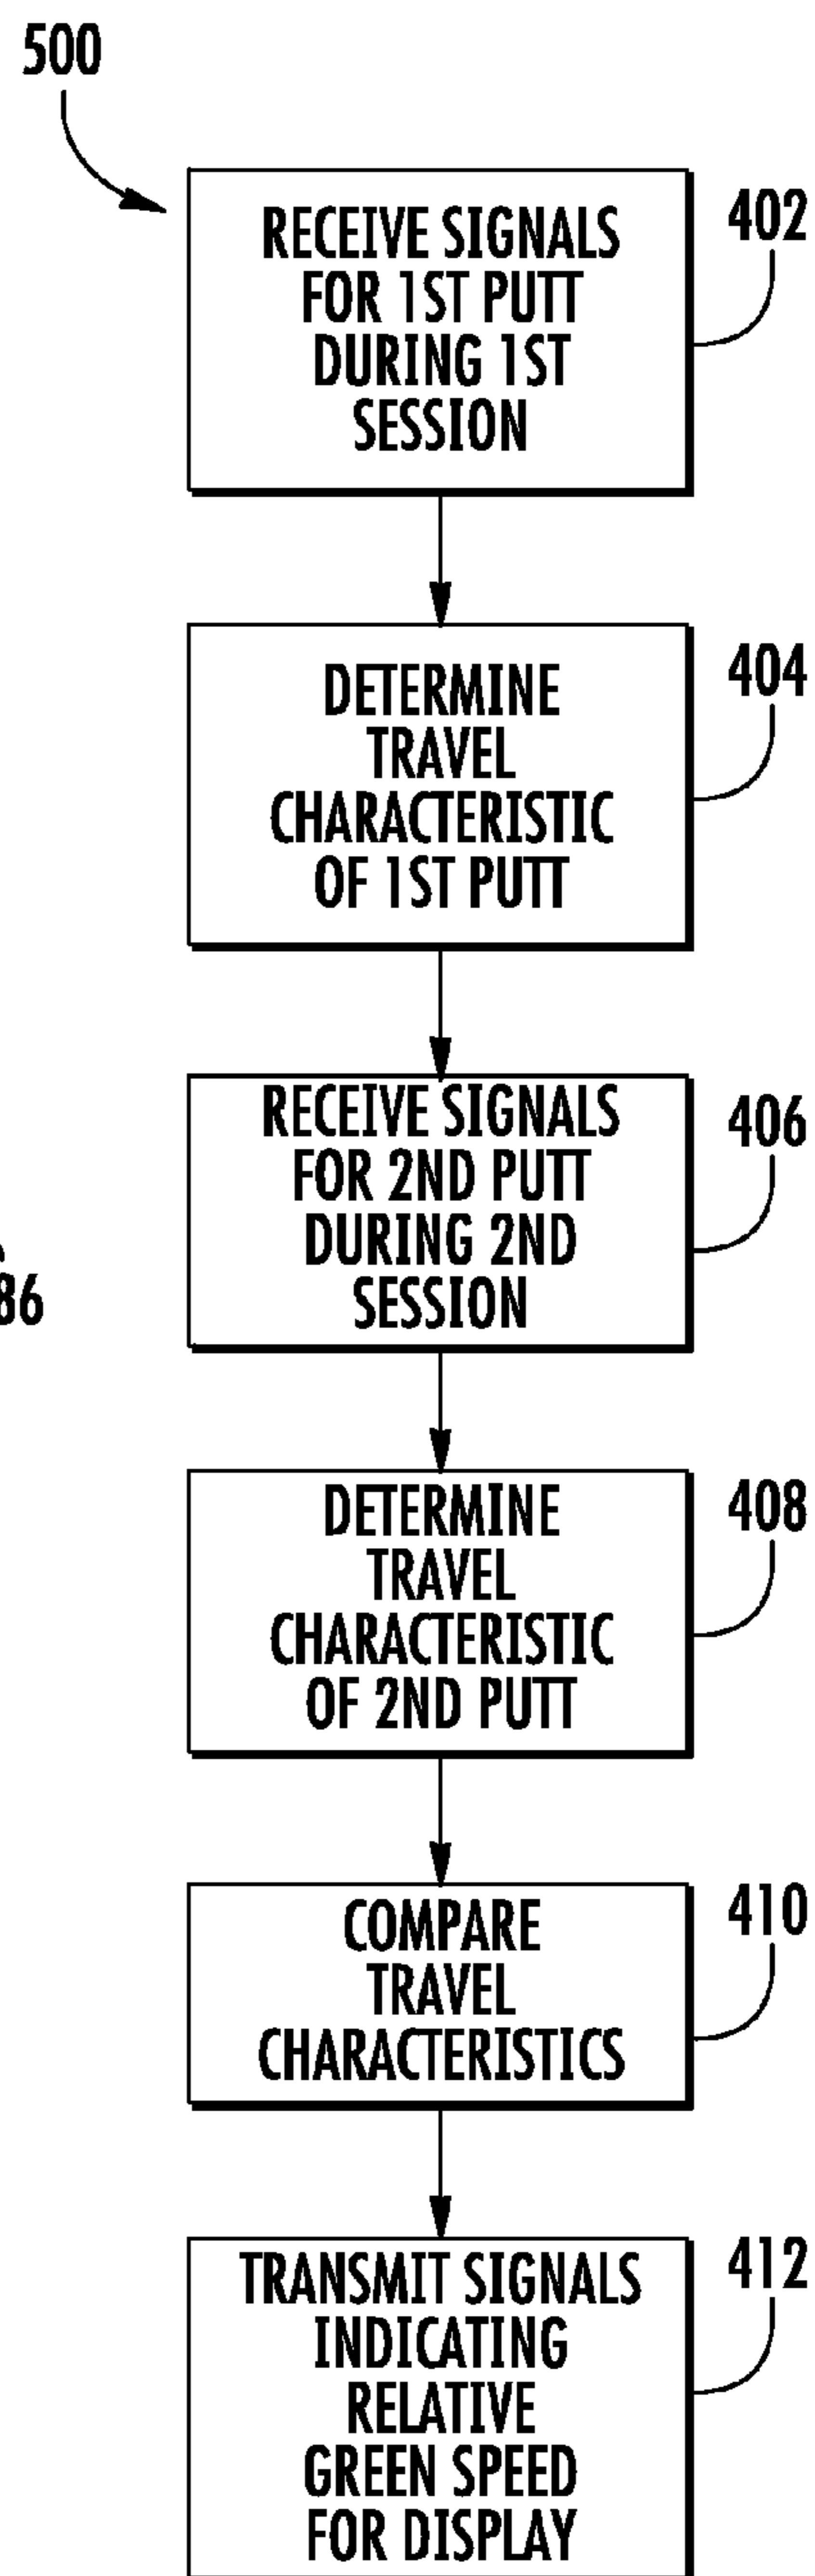 500
RECEIVE SIGNALS
FOR 1ST PUTT
DURING 1ST
SESSION
402
DETERMINE
TRAVEL
CHARACTERISTIC
OF 1ST PUTT
404
RECEIVE SIGNALS
FOR 2ND PUTT
DURING 2ND
SESSION
406
86
DETERMINE
TRAVEL
CHARACTERISTIC
OF 2ND PUTT
408
COMPARE
TRAVEL
CHARACTERISTICS
410
TRANSMIT SIGNALS
INDICATING
RELATIVE
GREEN SPEED
FOR DISPLAY
412